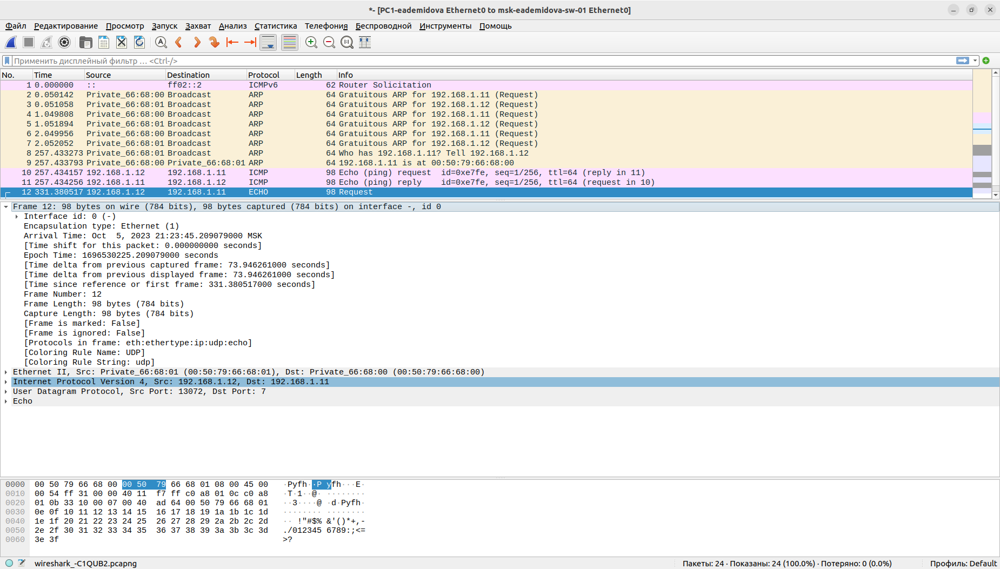 *- [PC1-eademidova Ethernet0 to msk-eademidova-sw-01 Ethernet0]
Файл Редактирование Просмотр Запуск Захват Анализ Статистика Телефония Беспроводной Инструменты Помощь
Применить дисплейный фильтр … <Ctrl-/>
No. Time Source Destination Protocol Length Info
1 0.000000 :: ff02::2 ICMPv6 62 Router Solicitation
2 0.050142 Private_66:68:00 Broadcast ARP 64 Gratuitous ARP for 192.168.1.11 (Request)
3 0.051058 Private_66:68:01 Broadcast ARP 64 Gratuitous ARP for 192.168.1.12 (Request)
4 1.049808 Private_66:68:00 Broadcast ARP 64 Gratuitous ARP for 192.168.1.11 (Request)
5 1.051894 Private_66:68:01 Broadcast ARP 64 Gratuitous ARP for 192.168.1.12 (Request)
6 2.049956 Private_66:68:00 Broadcast ARP 64 Gratuitous ARP for 192.168.1.11 (Request)
7 2.052052 Private_66:68:01 Broadcast ARP 64 Gratuitous ARP for 192.168.1.12 (Request)
8 257.433273 Private_66:68:01 Broadcast ARP 64 Who has 192.168.1.11? Tell 192.168.1.12
9 257.433793 Private_66:68:00 Private_66:68:01 ARP 64 192.168.1.11 is at 00:50:79:66:68:00
10 257.434157 192.168.1.12 192.168.1.11 ICMP 98 Echo (ping) request id=0xe7fe, seq=1/256, ttl=64 (reply in 11)
11 257.434256 192.168.1.11 192.168.1.12 ICMP 98 Echo (ping) reply id=0xe7fe, seq=1/256, ttl=64 (request in 10)
12 331.380517 192.168.1.12 192.168.1.11 ECHO 98 Request
Frame 12: 98 bytes on wire (784 bits), 98 bytes captured (784 bits) on interface -, id 0
Interface id: 0 (-)
Encapsulation type: Ethernet (1)
Arrival Time: Oct  5, 2023 21:23:45.209079000 MSK
[Time shift for this packet: 0.000000000 seconds]
Epoch Time: 1696530225.209079000 seconds
[Time delta from previous captured frame: 73.946261000 seconds]
[Time delta from previous displayed frame: 73.946261000 seconds]
[Time since reference or first frame: 331.380517000 seconds]
Frame Number: 12
Frame Length: 98 bytes (784 bits)
Capture Length: 98 bytes (784 bits)
[Frame is marked: False]
[Frame is ignored: False]
[Protocols in frame: eth:ethertype:ip:udp:echo]
[Coloring Rule Name: UDP]
[Coloring Rule String: udp]
Ethernet II, Src: Private_66:68:01 (00:50:79:66:68:01), Dst: Private_66:68:00 (00:50:79:66:68:00)
Internet Protocol Version 4, Src: 192.168.1.12, Dst: 192.168.1.11
User Datagram Protocol, Src Port: 13072, Dst Port: 7
Echo
0000 00 50 79 66 68 00 00 50 79 66 68 01 08 00 45 00 ·Pyfh··P yfh···E·
0010 00 54 ff 31 00 00 40 11 f7 ff c0 a8 01 0c c0 a8 ·T·1··@· ········
0020 01 0b 33 10 00 07 00 40 ad 64 00 50 79 66 68 01 ··3····@ ·d·Pyfh·
0030 0e 0f 10 11 12 13 14 15 16 17 18 19 1a 1b 1c 1d ········ ········
0040 1e 1f 20 21 22 23 24 25 26 27 28 29 2a 2b 2c 2d ·· !"#$% &'()*+,-
0050 2e 2f 30 31 32 33 34 35 36 37 38 39 3a 3b 3c 3d ./012345 6789:;<=
0060 3e 3f >?
wireshark_-C1QUB2.pcapng Пакеты: 24 · Показаны: 24 (100.0%) · Потеряно: 0 (0.0%) Профиль: Default